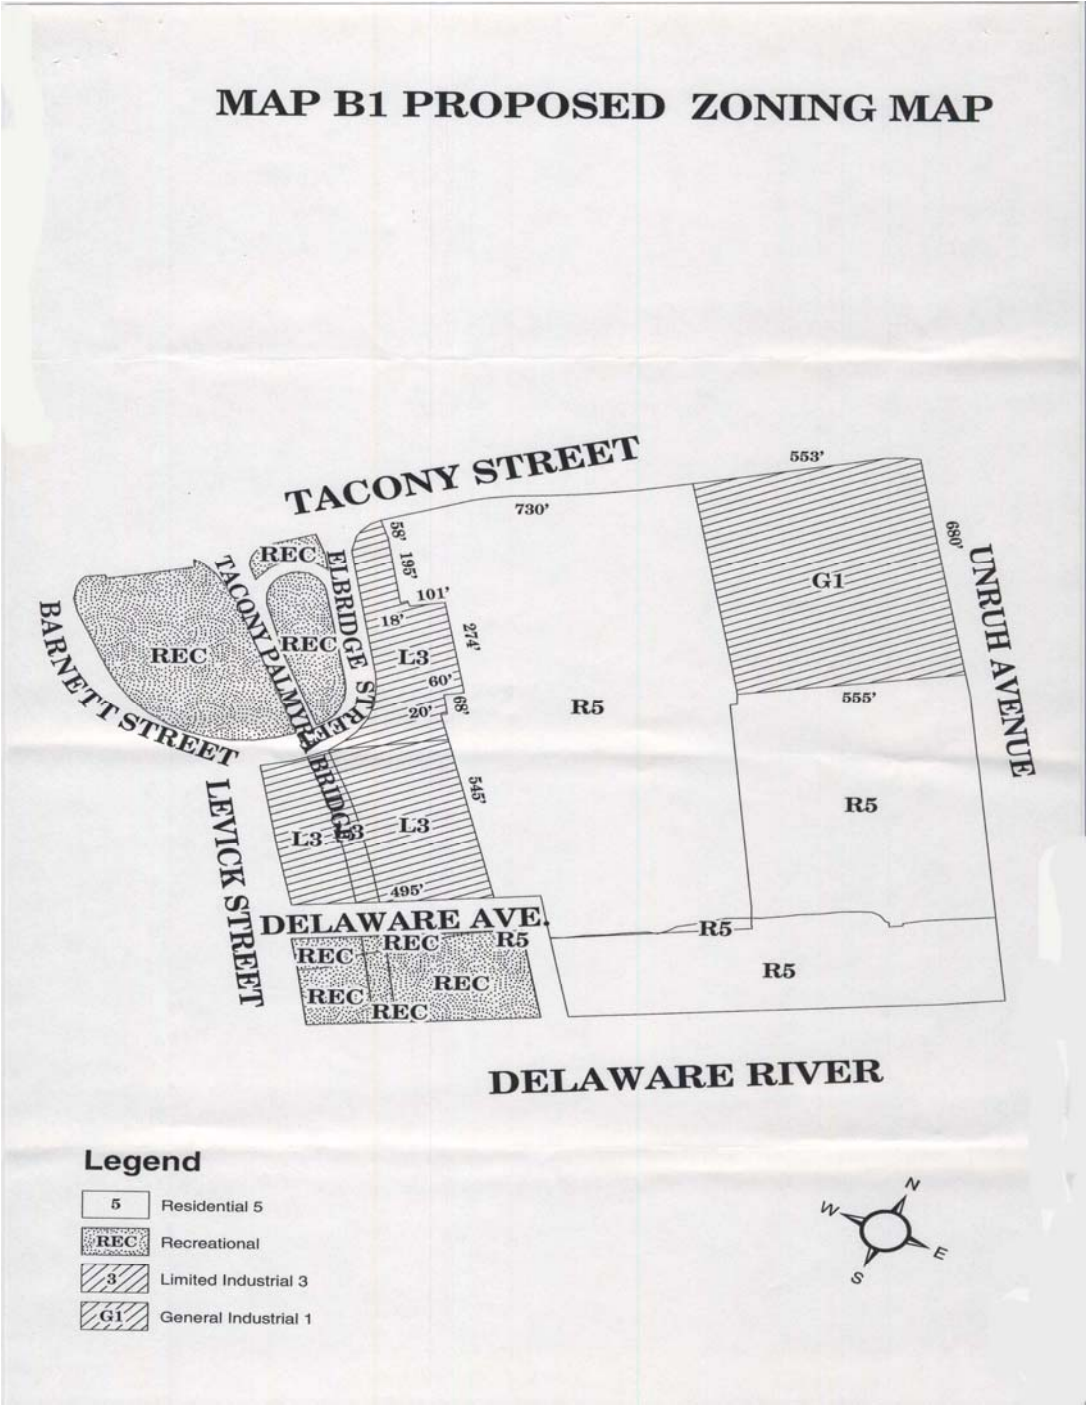 MAP B1 PROPOSED ZONING MAP
TACONY STREET
553'
730'
58'
680'
REC
195'
ELBRIDGE STREET
TACONY PALMYRA BRIDGE
UNRUH AVENUE
G1
101'
BARNETT STREET
18'
274'
REC
REC
L3
60'
20'
68'
R5
555'
LEVICK STREET
545'
R5
L3
L3
L3
495'
DELAWARE AVE.
R5
REC
R5
REC
R5
REC
REC
REC
DELAWARE RIVER
Legend
5 Residential 5
REC Recreational
3 Limited Industrial 3
G1 General Industrial 1
N
W
E
S